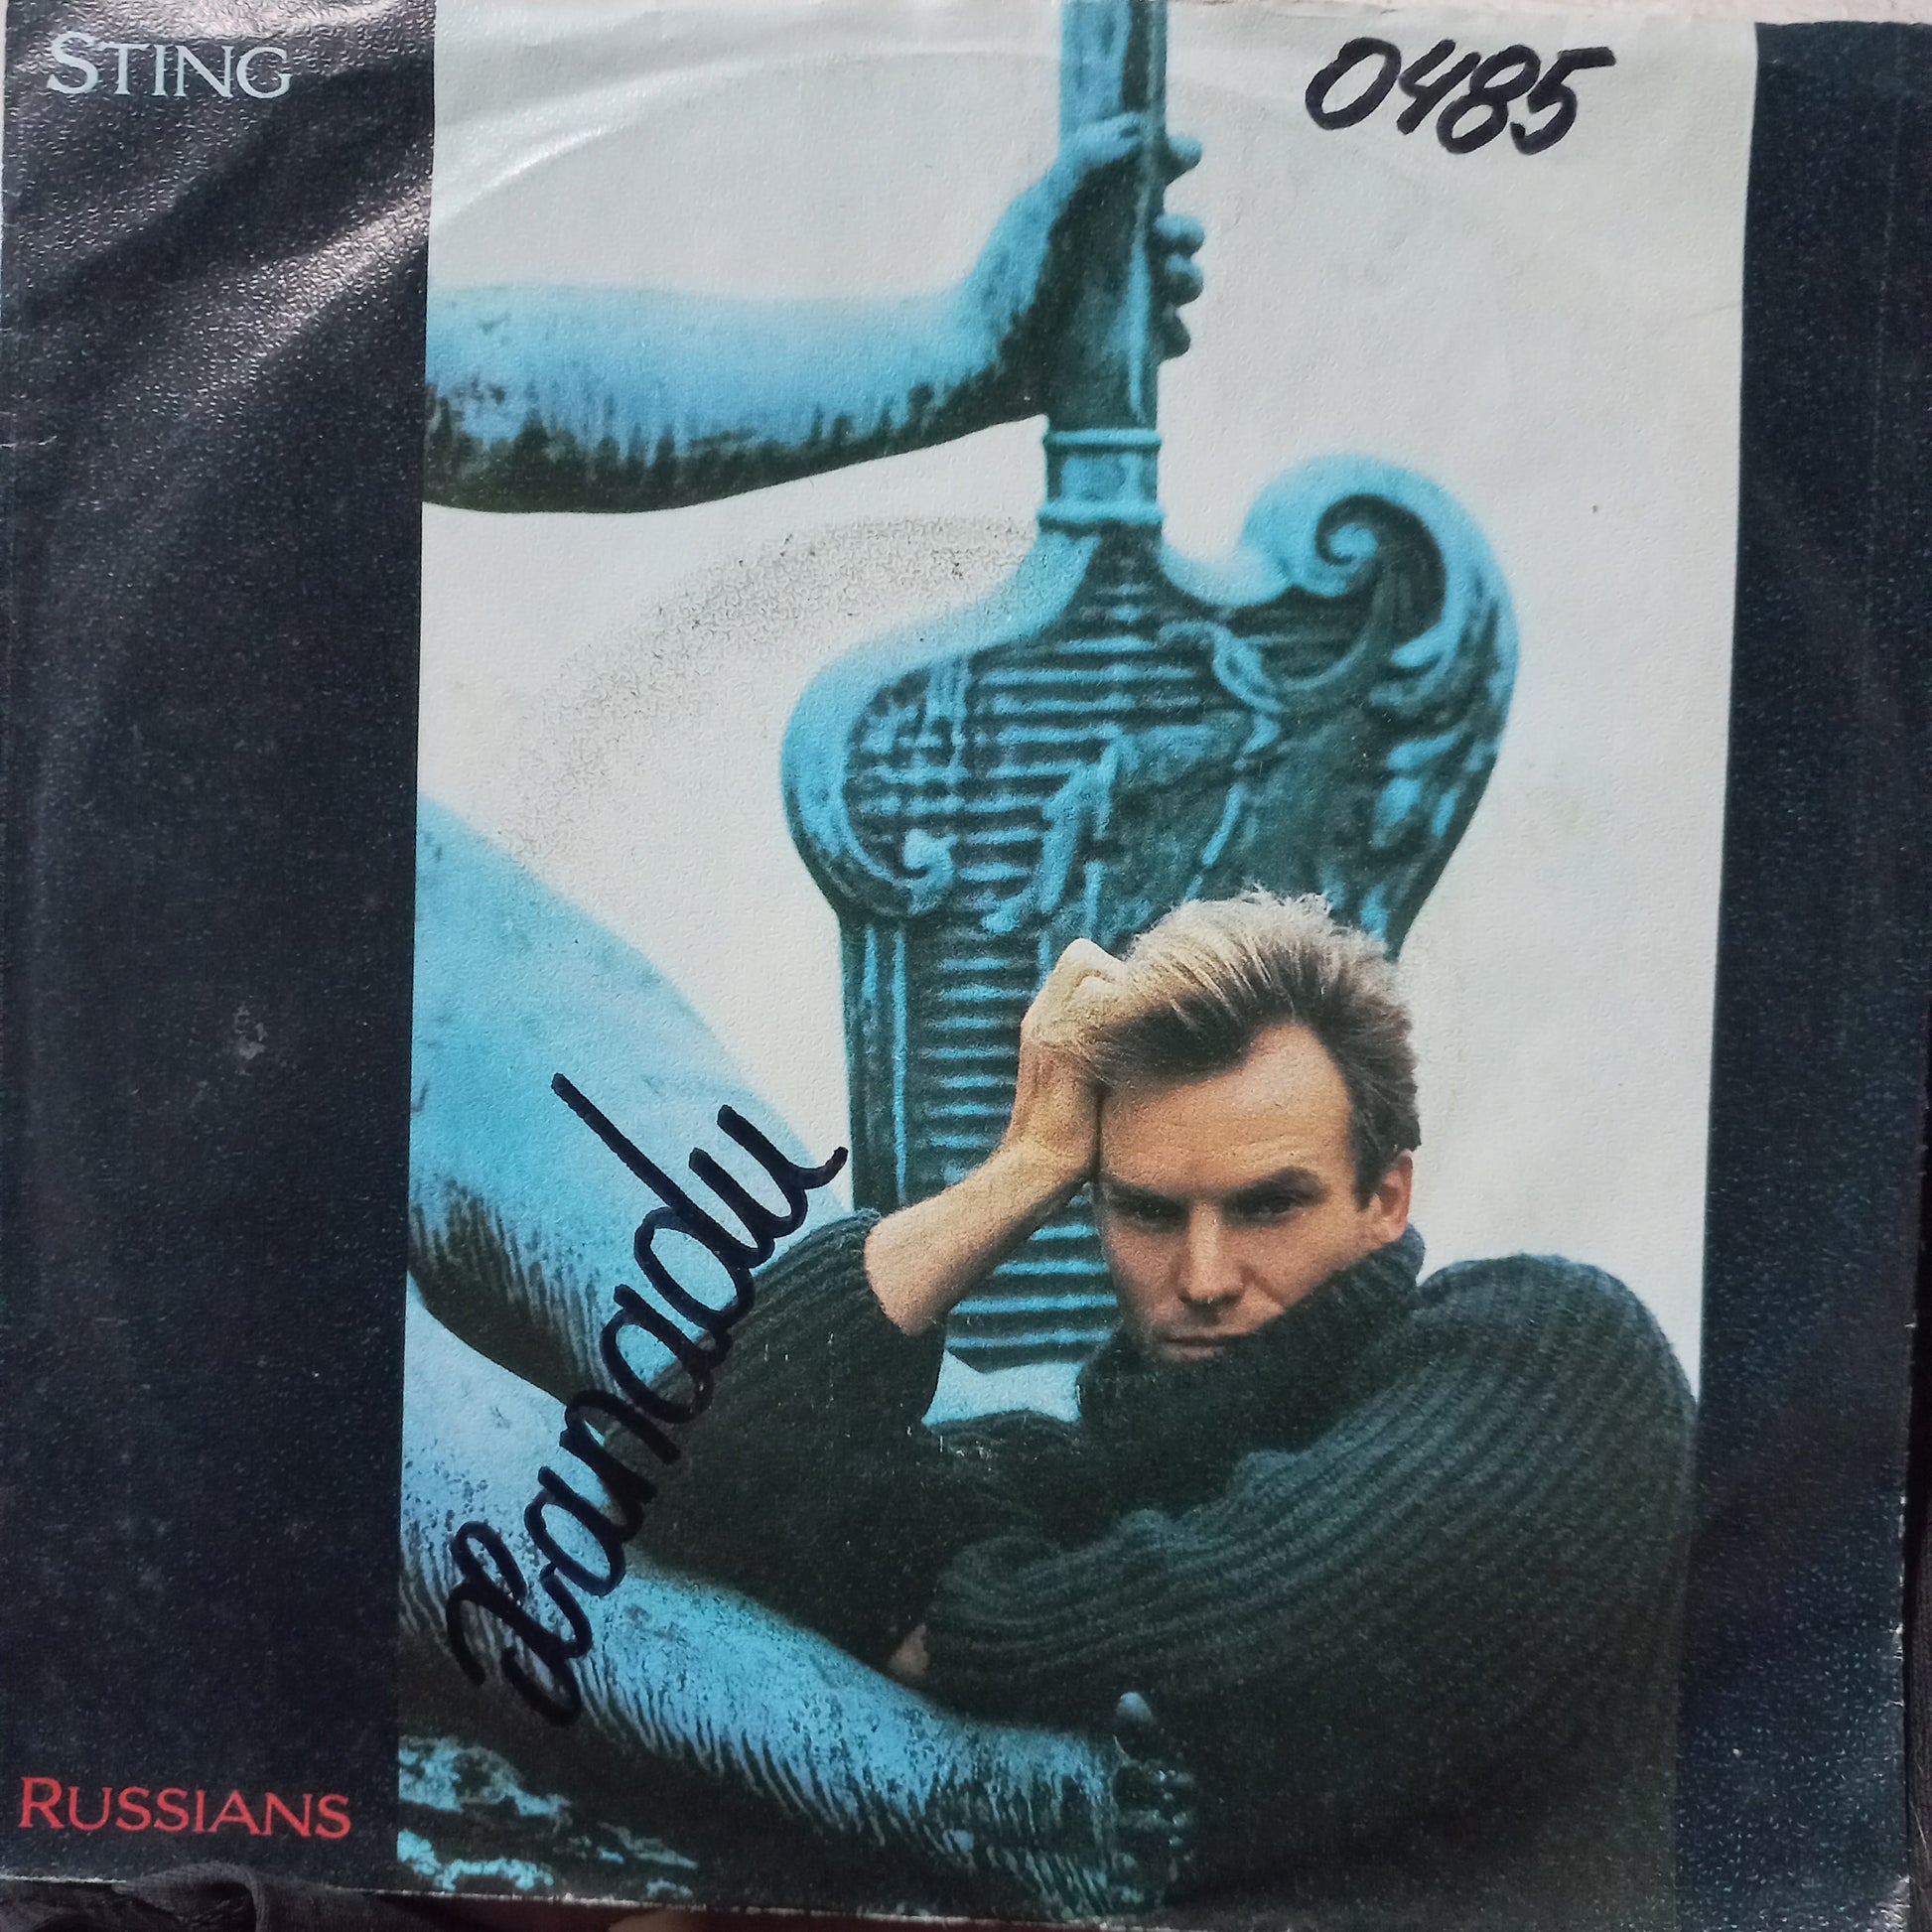 STING
0485
Xanadu
RUSSIANS